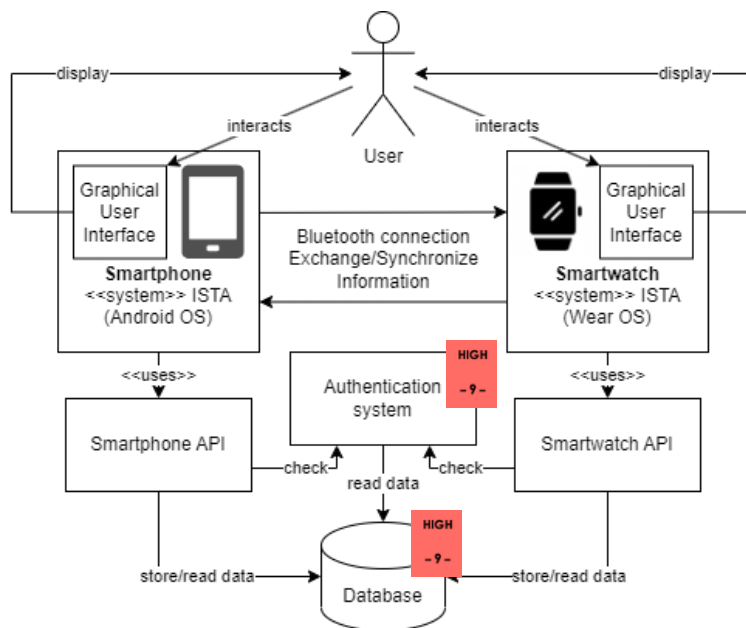 display
display
interacts
interacts
User
Graphical
User
Interface
Graphical
User
Interface
Bluetooth connection
Exchange/Synchronize
Information
Smartphone
<<system>> ISTA
(Android OS)
Smartwatch
<<system>> ISTA
(Wear OS)
HIGH
-9-
<<uses>>
<<uses>>
Authentication
system
Smartphone API
Smartwatch API
check
check
read data
HIGH
-9-
store/read data
store/read data
Database